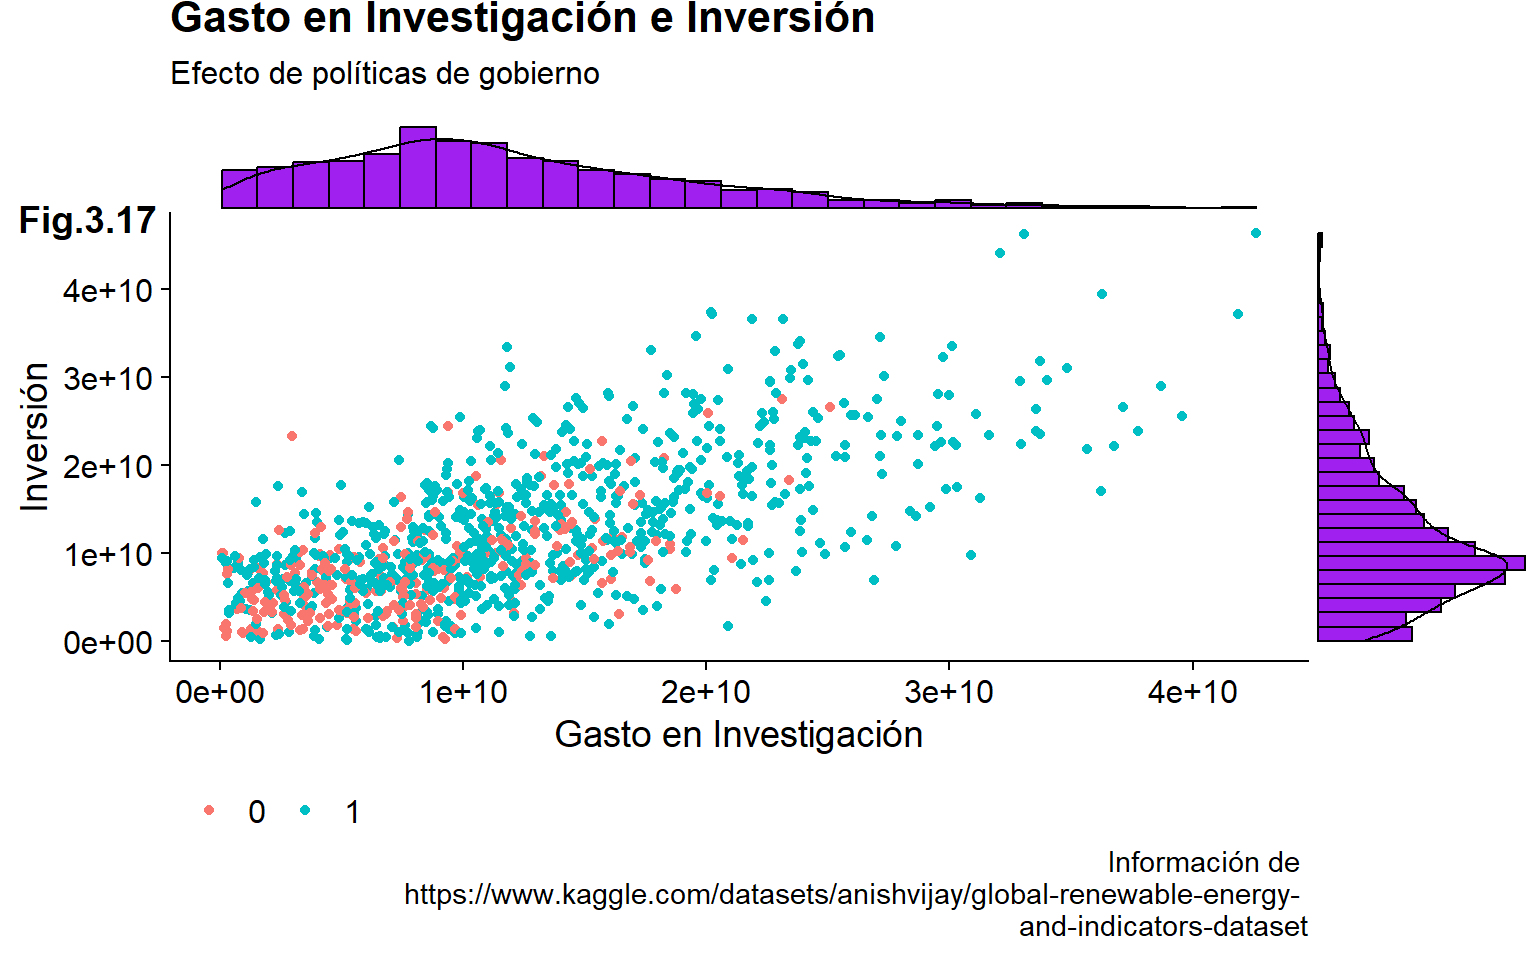 Gasto en Investigación e Inversión
Efecto de políticas de gobierno
Fig.3.17
4e+10
3e+10
2e+10
1e+10
0e+00
Inversión
0e+00 1e+10 2e+10 3e+10 4e+10
Gasto en Investigación
0 1
Información de
https://www.kaggle.com/datasets/anishvijay/global-renewable-energy-
and-indicators-dataset